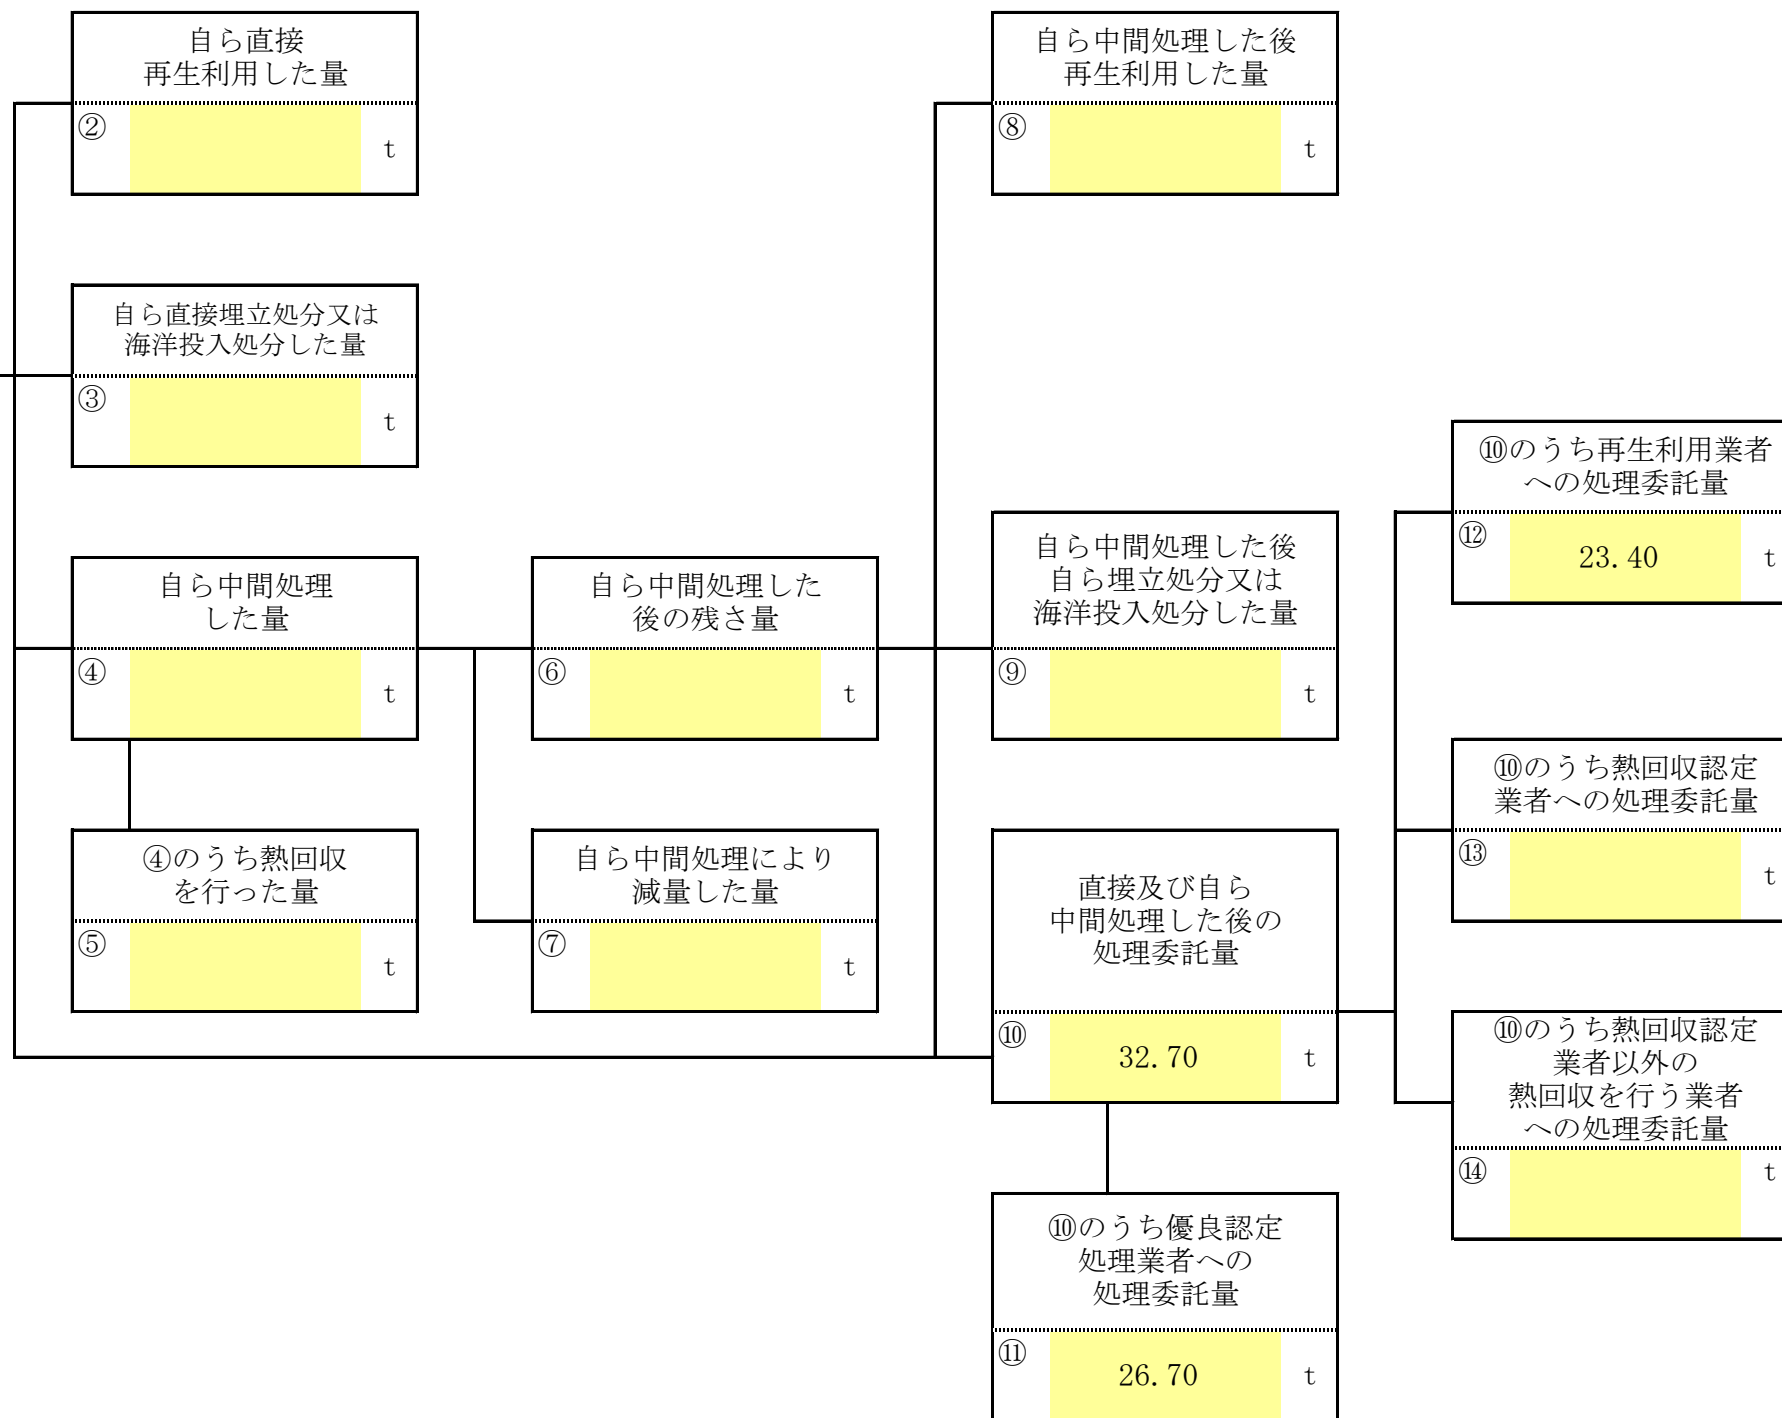 自ら直接
再生利用した量
②
t
自ら直接埋立処分又は
海洋投入処分した量
③
t
自ら中間処理
した量
④
t
④のうち熱回収
を行った量
⑤
t
自ら中間処理した
後の残さ量
⑥
t
自ら中間処理により
減量した量
⑦
t
自ら中間処理した後
再生利用した量
⑧
t
自ら中間処理した後
自ら埋立処分又は
海洋投入処分した量
⑨
t
直接及び自ら
中間処理した後の
処理委託量
⑩ 32.70 t
⑩のうち優良認定
処理業者への
処理委託量
⑪ 26.70 t
⑩のうち再生利用業者
への処理委託量
⑫ 23.40 t
⑩のうち熱回収認定
業者への処理委託量
⑬
t
⑩のうち熱回収認定
業者以外の
熱回収を行う業者
への処理委託量
⑭
t